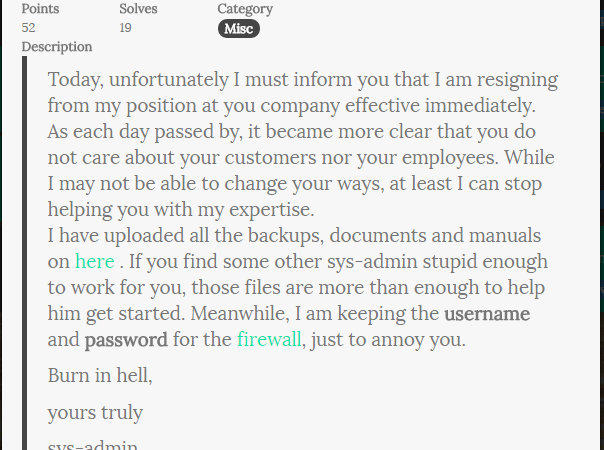 Points Solves Category
52 19 Misc
Description
Today, unfortunately I must inform you that I am resigning
from my position at you company effective immediately.
As each day passed by, it became more clear that you do
not care about your customers nor your employees. While
I may not be able to change your ways, at least I can stop
helping you with my expertise.
I have uploaded all the backups, documents and manuals
on here . If you find some other sys-admin stupid enough
to work for you, those files are more than enough to help
him get started. Meanwhile, I am keeping the username
and password for the firewall, just to annoy you.
Burn in hell,
yours truly
sys-admin